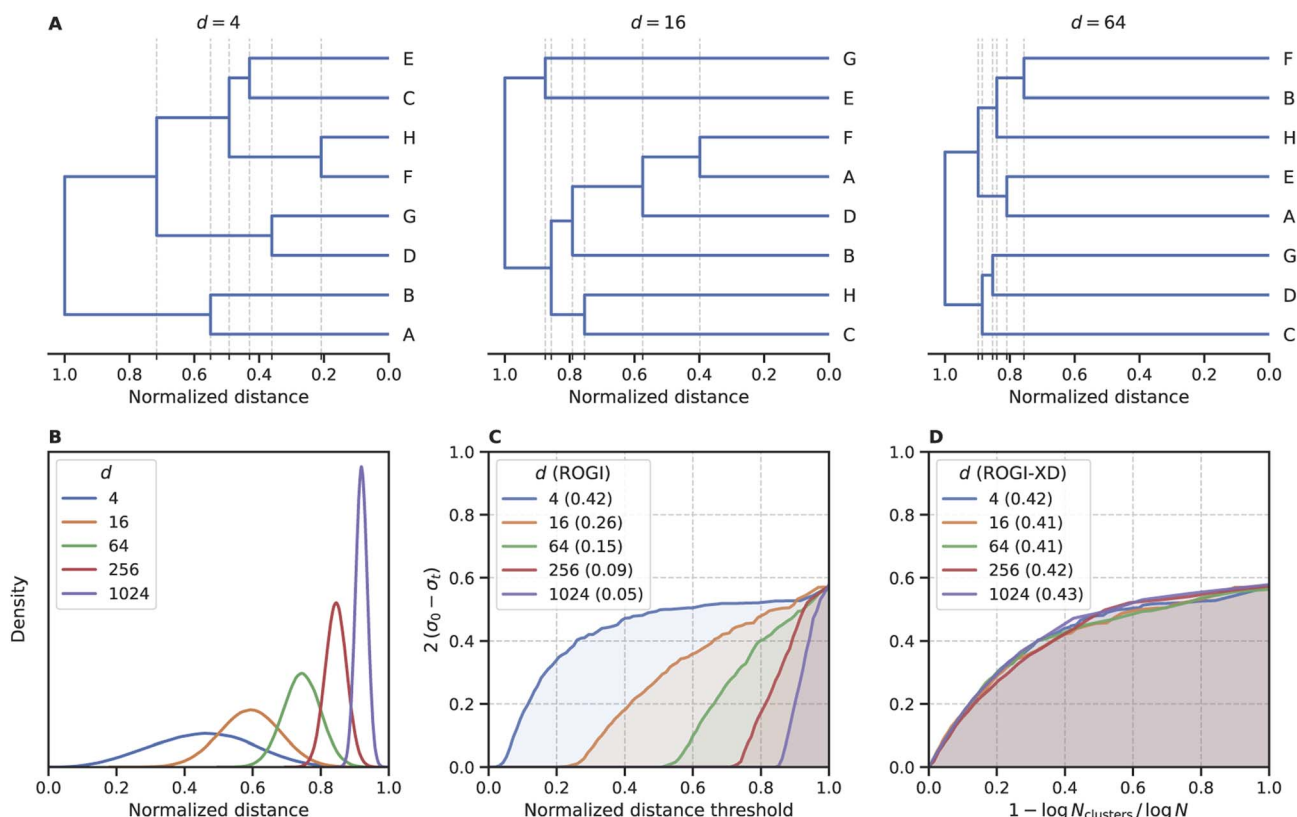 A
d = 4
d = 16
d = 64
E
C
H
F
G
D
B
A
1.0 0.8 0.6 0.4 0.2 0.0
Normalized distance
G
E
F
A
D
B
H
C
1.0 0.8 0.6 0.4 0.2 0.0
Normalized distance
F
B
H
E
A
G
D
C
1.0 0.8 0.6 0.4 0.2 0.0
Normalized distance
B
d
4
16
64
256
1024
Density
0.0 0.2 0.4 0.6 0.8 1.0
Normalized distance
C
1.0
0.8
0.6
0.4
0.2
0.0
2 (σ₀ − σₜ)
d (ROGI)
4 (0.42)
16 (0.26)
64 (0.15)
256 (0.09)
1024 (0.05)
0.0 0.2 0.4 0.6 0.8 1.0
Normalized distance threshold
D
1.0
0.8
0.6
0.4
0.2
0.0
d (ROGI-XD)
4 (0.42)
16 (0.41)
64 (0.41)
256 (0.42)
1024 (0.43)
0.0 0.2 0.4 0.6 0.8 1.0
1 − log Nclusters / log N